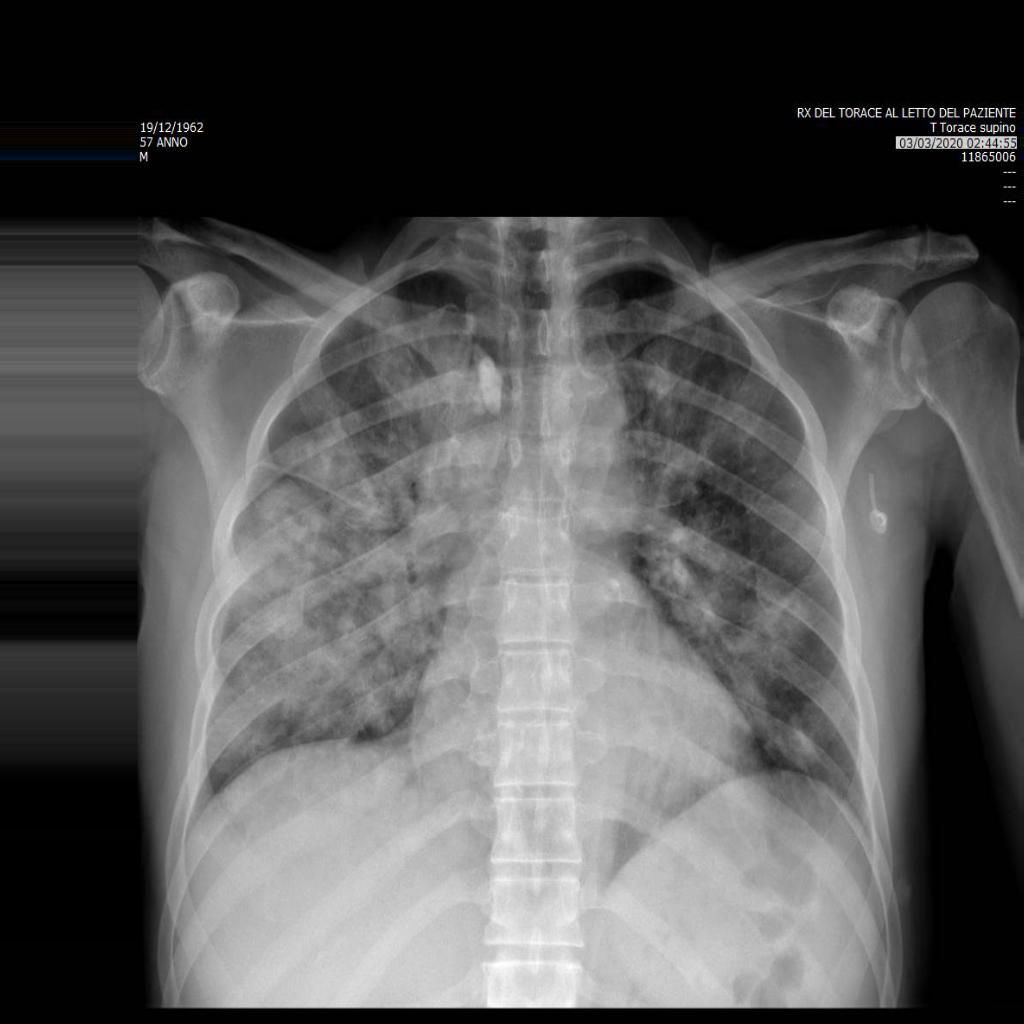 19/12/1962
57 ANNO
M
RX DEL TORACE AL LETTO DEL PAZIENTE
T Torace supino
03/03/2020 02:44:55
11865006
---
---
---